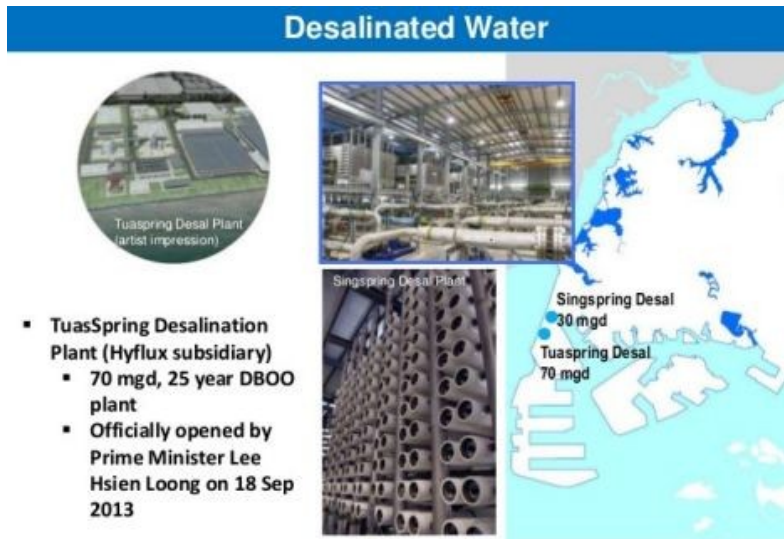 Desalinated Water
Tuaspring Desal Plant
(artist impression)
Singspring Desal Plant
▪ TuasSpring Desalination
Plant (Hyflux subsidiary)
▪ 70 mgd, 25 year DBOO
plant
▪ Officially opened by
Prime Minister Lee
Hsien Loong on 18 Sep
2013
Singspring Desal
30 mgd
Tuaspring Desal
70 mgd